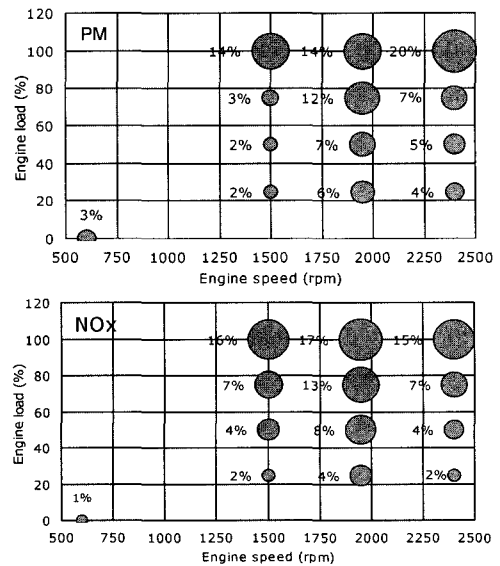 120
PM
100
14% 14% 20%
80
3% 12% 7%
60
2% 7% 5%
40
2% 6% 4%
20
3%
0
500 750 1000 1250 1500 1750 2000 2250 2500
Engine speed (rpm)
Engine load (%)
120
NOx
100
16% 17% 15%
80
7% 13% 7%
60
4% 8% 4%
40
2% 4% 2%
20
1%
0
500 750 1000 1250 1500 1750 2000 2250 2500
Engine speed (rpm)
Engine load (%)